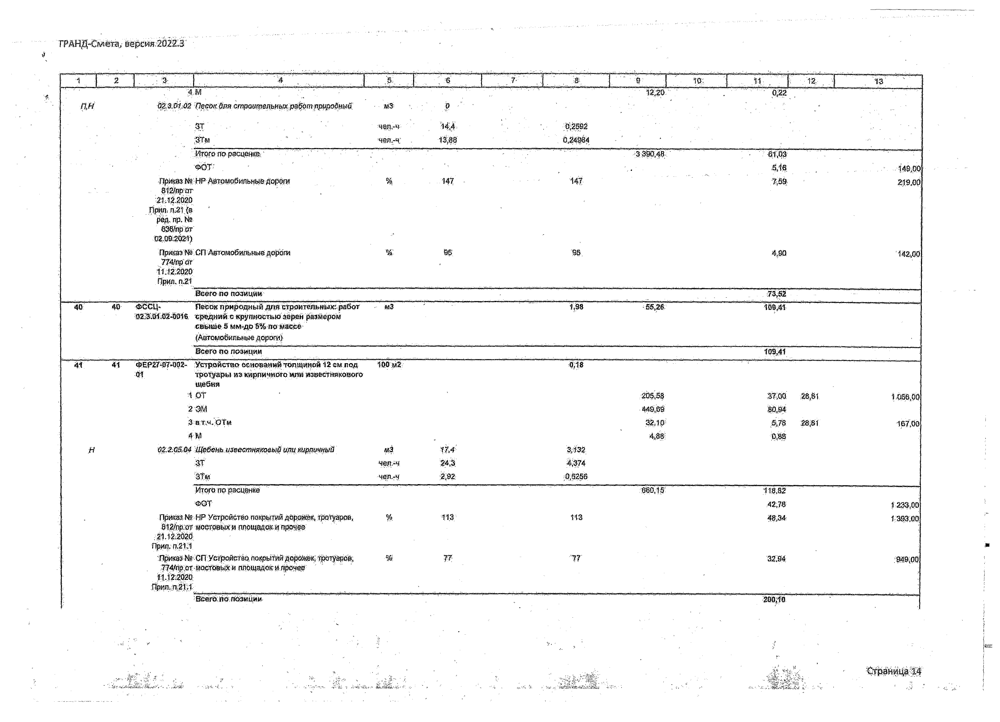 ГРАНД-Смета, версия 2022.3
1 2 3 4 5 6 7 8 9 10 11 12 13
4 М 12,20 0,22
П,Н 02.3.01.02 Песок для строительных работ природный м3 0
ЗТ чел.-ч 14,4 0,2592
ЗТм чел.-ч 13,88 0,24984
Итого по расценке 3 390,48 61,03
ФОТ 5,16 149,00
Приказ № НР Автомобильные дороги % 147 147 7,59 219,00
812/пр от
21.12.2020
Прил. п.21 (в
ред. пр. №
636/пр от
02.09.2021)
Приказ № СП Автомобильные дороги % 95 95 4,90 142,00
774/пр от
11.12.2020
Прил. п.21
Всего по позиции 73,52
40 40 ФССЦ- Песок природный для строительных: работ м3 1,98 55,26 109,41
02.3.01.02-0016 средний с крупностью зерен размером
свыше 5 мм-до 5% по массе
(Автомобильные дороги)
Всего по позиции 109,41
41 41 ФЕР27-07-002- Устройство оснований толщиной 12 см под 100 м2 0,18
01 тротуары из кирпичного или известнякового
щебня
1 ОТ 205,58 37,00 28,81 1 066,00
2 ЭМ 449,69 80,94
3 в т.ч. ОТм 32,10 5,78 28,81 167,00
4 М 4,88 0,88
Н 02.2.05.04 Щебень известняковый или кирпичный м3 17,4 3,132
ЗТ чел.-ч 24,3 4,374
ЗТм чел.-ч 2,92 0,5256
Итого по расценке 660,15 118,82
ФОТ 42,78 1 233,00
Приказ № НР Устройство покрытий дорожек, тротуаров, % 113 113 48,34 1 393,00
812/пр от мостовых и площадок и прочее
21.12.2020
Прил. п.21.1
Приказ № СП Устройство покрытий дорожек, тротуаров, % 77 77 32,94 949,00
774/пр от мостовых и площадок и прочее
11.12.2020
Прил. п.21.1
Всего по позиции 200,10
Страница 14